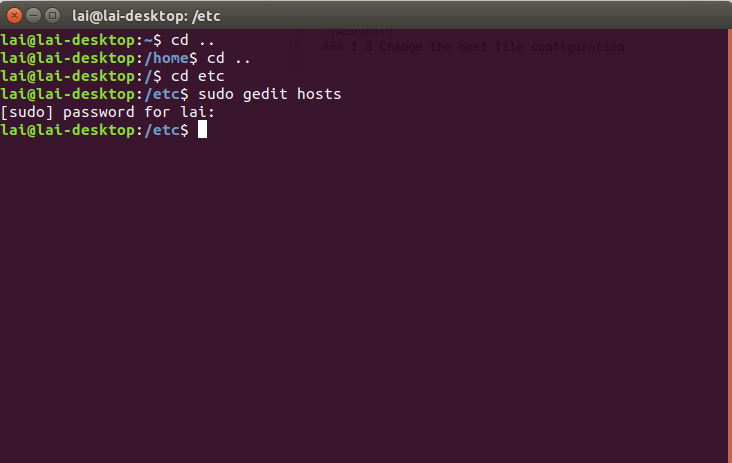 lai@lai-desktop: /etc
lai@lai-desktop:~$ cd ..
lai@lai-desktop:/home$ cd ..
lai@lai-desktop:/$ cd etc
lai@lai-desktop:/etc$ sudo gedit hosts
[sudo] password for lai:
lai@lai-desktop:/etc$
### 1.3 Change the host file configuration